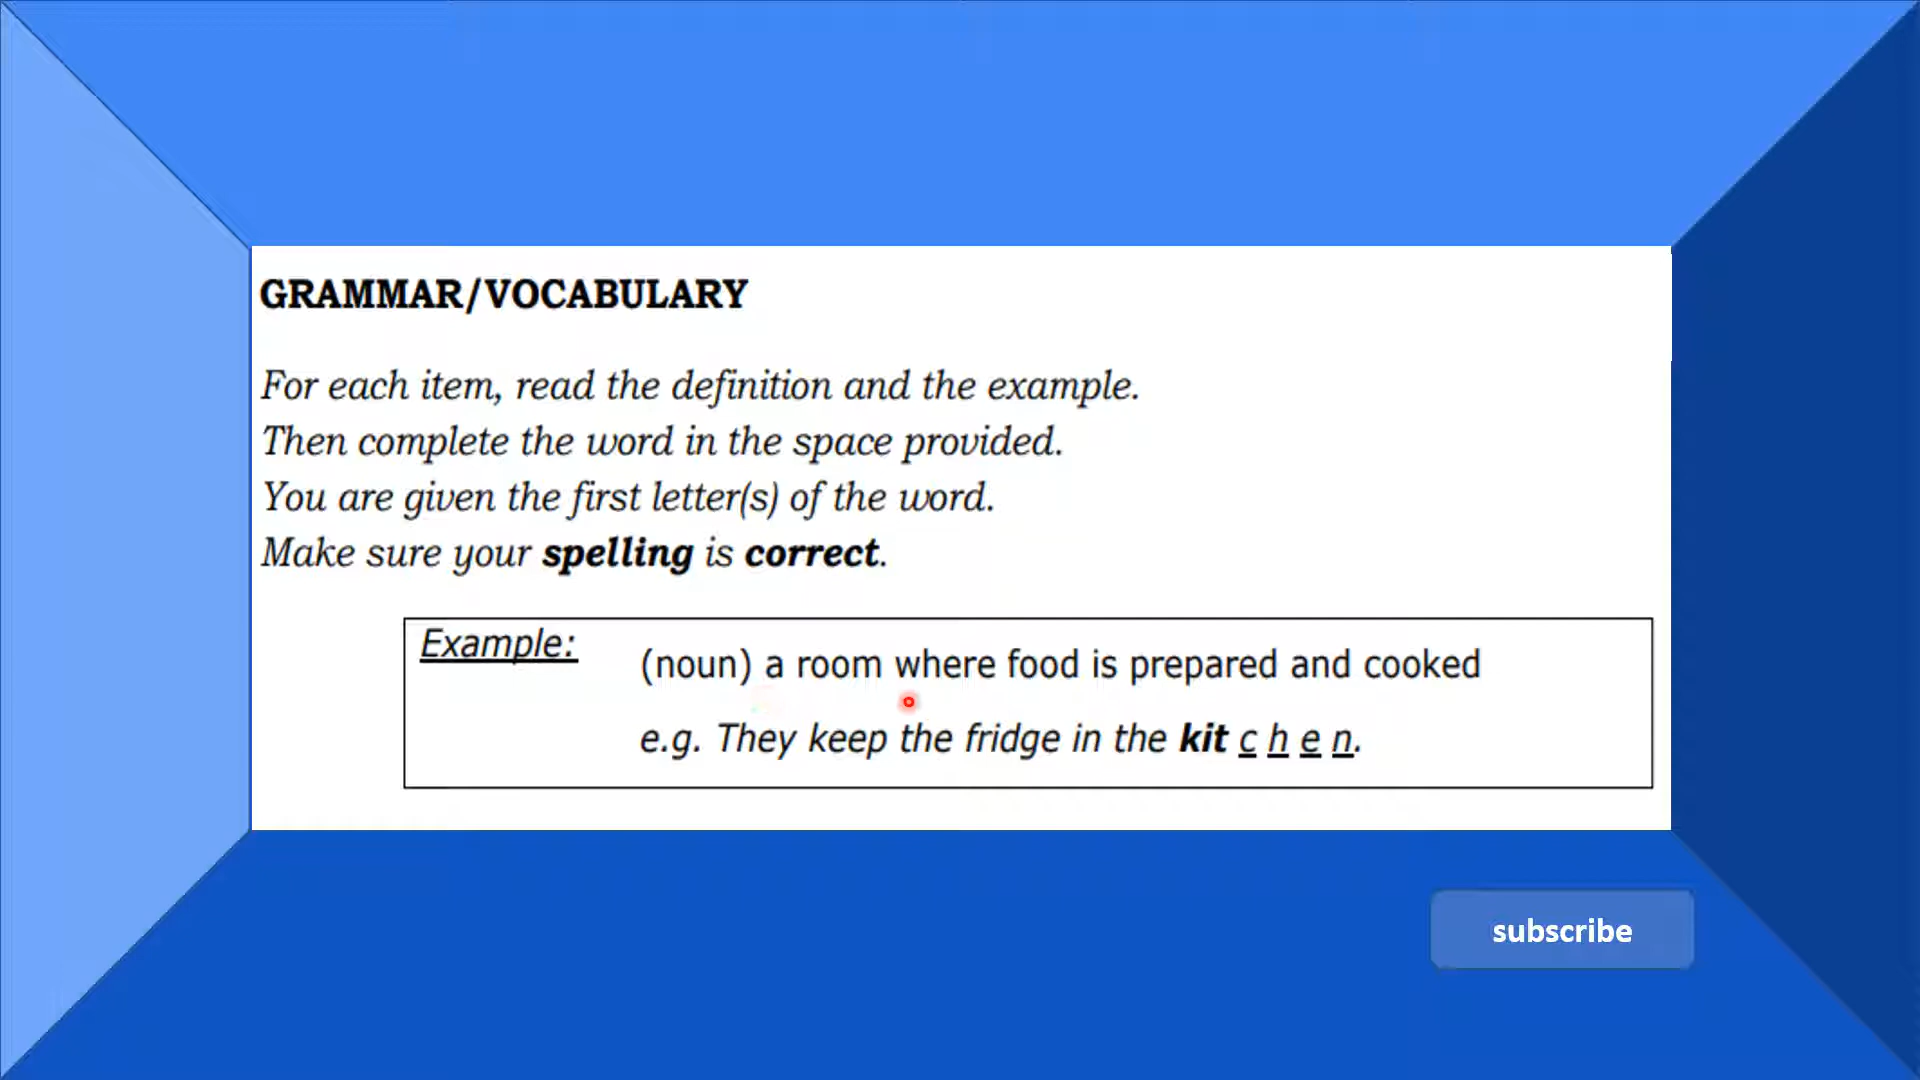 GRAMMAR/VOCABULARY
For each item, read the definition and the example.
Then complete the word in the space provided.
You are given the first letter(s) of the word.
Make sure your spelling is correct.
Example:
(noun) a room where food is prepared and cooked
e.g. They keep the fridge in the kit c h e n.
subscribe